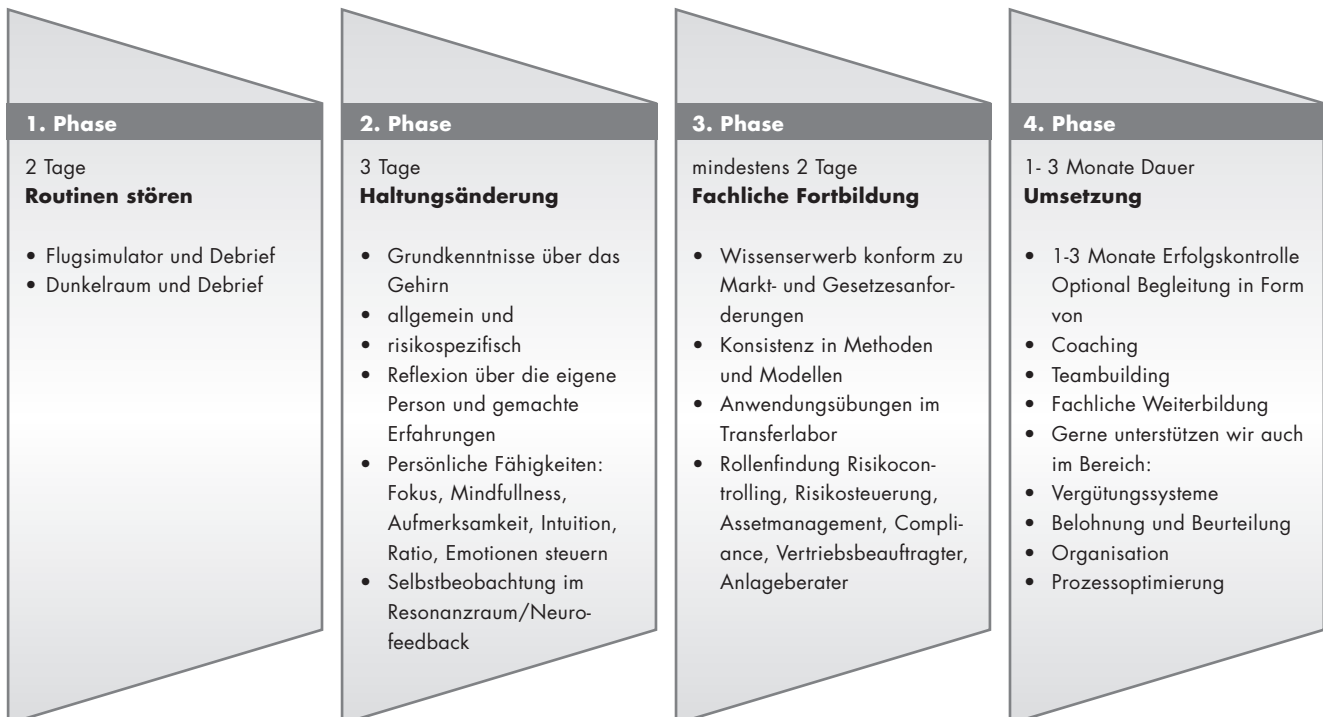 1. Phase
2 Tage
Routinen stören
• Flugsimulator und Debrief
• Dunkelraum und Debrief
2. Phase
3 Tage
Haltungsänderung
• Grundkenntnisse über das
Gehirn
• allgemein und
• risikospezifisch
• Reflexion über die eigene
Person und gemachte
Erfahrungen
• Persönliche Fähigkeiten:
Fokus, Mindfullness,
Aufmerksamkeit, Intuition,
Ratio, Emotionen steuern
• Selbstbeobachtung im
Resonanzraum/Neuro-
feedback
3. Phase
mindestens 2 Tage
Fachliche Fortbildung
• Wissenserwerb konform zu
Markt- und Gesetzesanfor-
derungen
• Konsistenz in Methoden
und Modellen
• Anwendungsübungen im
Transferlabor
• Rollenfindung Risikocon-
trolling, Risikosteuerung,
Assetmanagement, Compli-
ance, Vertriebsbeauftragter,
Anlageberater
4. Phase
1- 3 Monate Dauer
Umsetzung
• 1-3 Monate Erfolgskontrolle
Optional Begleitung in Form
von
• Coaching
• Teambuilding
• Fachliche Weiterbildung
• Gerne unterstützen wir auch
im Bereich:
• Vergütungssysteme
• Belohnung und Beurteilung
• Organisation
• Prozessoptimierung